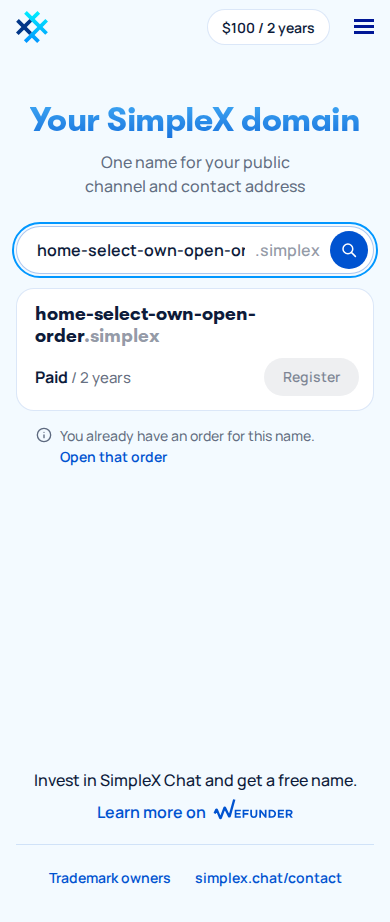 $100 / 2 years
Your SimpleX domain
One name for your public
channel and contact address
home-select-own-open-or .simplex
home-select-own-open-
order.simplex
Paid / 2 years
Register
You already have an order for this name.
Open that order
Invest in SimpleX Chat and get a free name.
Learn more on WEFUNDER
Trademark owners
simplex.chat/contact